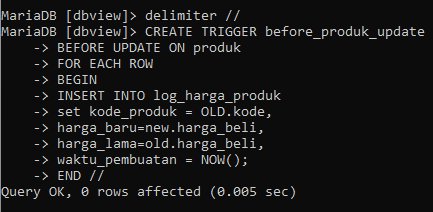 MariaDB [dbview]> delimiter //
MariaDB [dbview]> CREATE TRIGGER before_produk_update
    -> BEFORE UPDATE ON produk
    -> FOR EACH ROW
    -> BEGIN
    -> INSERT INTO log_harga_produk
    -> set kode_produk = OLD.kode,
    -> harga_baru=new.harga_beli,
    -> harga_lama=old.harga_beli,
    -> waktu_pembuatan = NOW();
    -> END //
Query OK, 0 rows affected (0.005 sec)